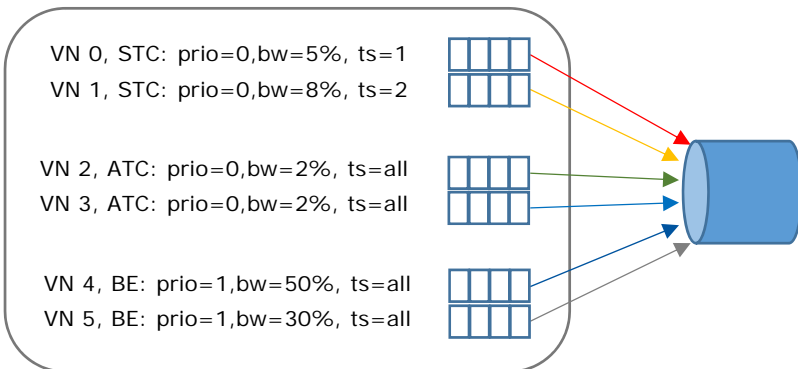 VN 0, STC: prio=0,bw=5%, ts=1
VN 1, STC: prio=0,bw=8%, ts=2
VN 2, ATC: prio=0,bw=2%, ts=all
VN 3, ATC: prio=0,bw=2%, ts=all
VN 4, BE: prio=1,bw=50%, ts=all
VN 5, BE: prio=1,bw=30%, ts=all